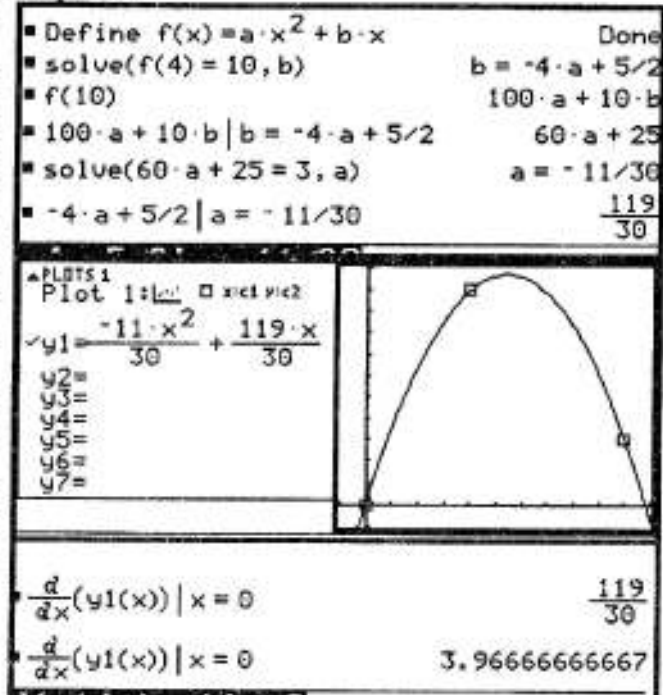 ▪ Define f(x)=a·x² + b·x Done
▪ solve(f(4) = 10, b) b = ⁻4·a + 5/2
▪ f(10) 100·a + 10·b
▪ 100·a + 10·b | b = ⁻4·a + 5/2 60·a + 25
▪ solve(60·a + 25 = 3, a) a = ⁻11/30
▪ ⁻4·a + 5/2 | a = ⁻11/30 119/30
▲PLOTS 1
Plot 1: x:c1 y:c2
✓y1=⁻11·x²/30 + 119·x/30
y2=
y3=
y4=
y5=
y6=
y7=
▪ d/dx(y1(x)) | x = 0 119/30
▪ d/dx(y1(x)) | x = 0 3.96666666667